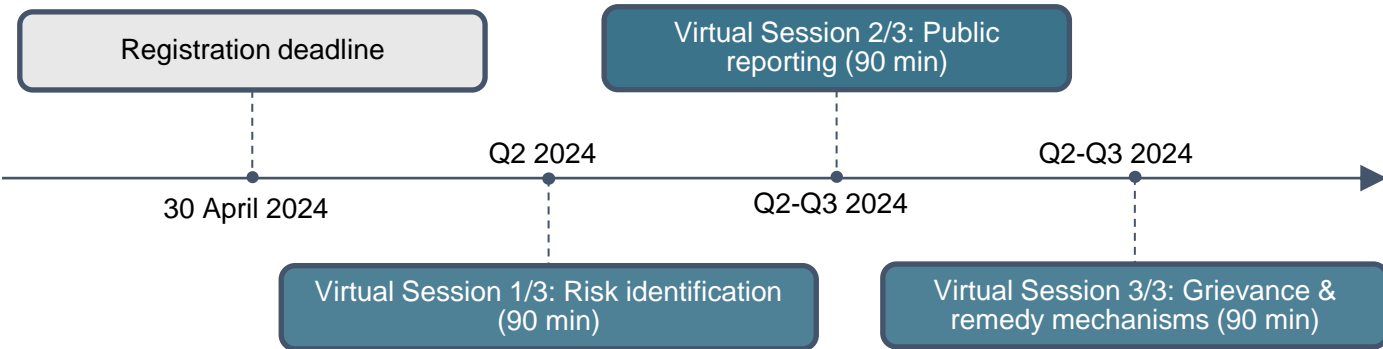 Registration deadline
Virtual Session 2/3: Public
reporting (90 min)
Q2 2024
Q2-Q3 2024
30 April 2024
Q2-Q3 2024
Virtual Session 1/3: Risk identification
(90 min)
Virtual Session 3/3: Grievance &
remedy mechanisms (90 min)